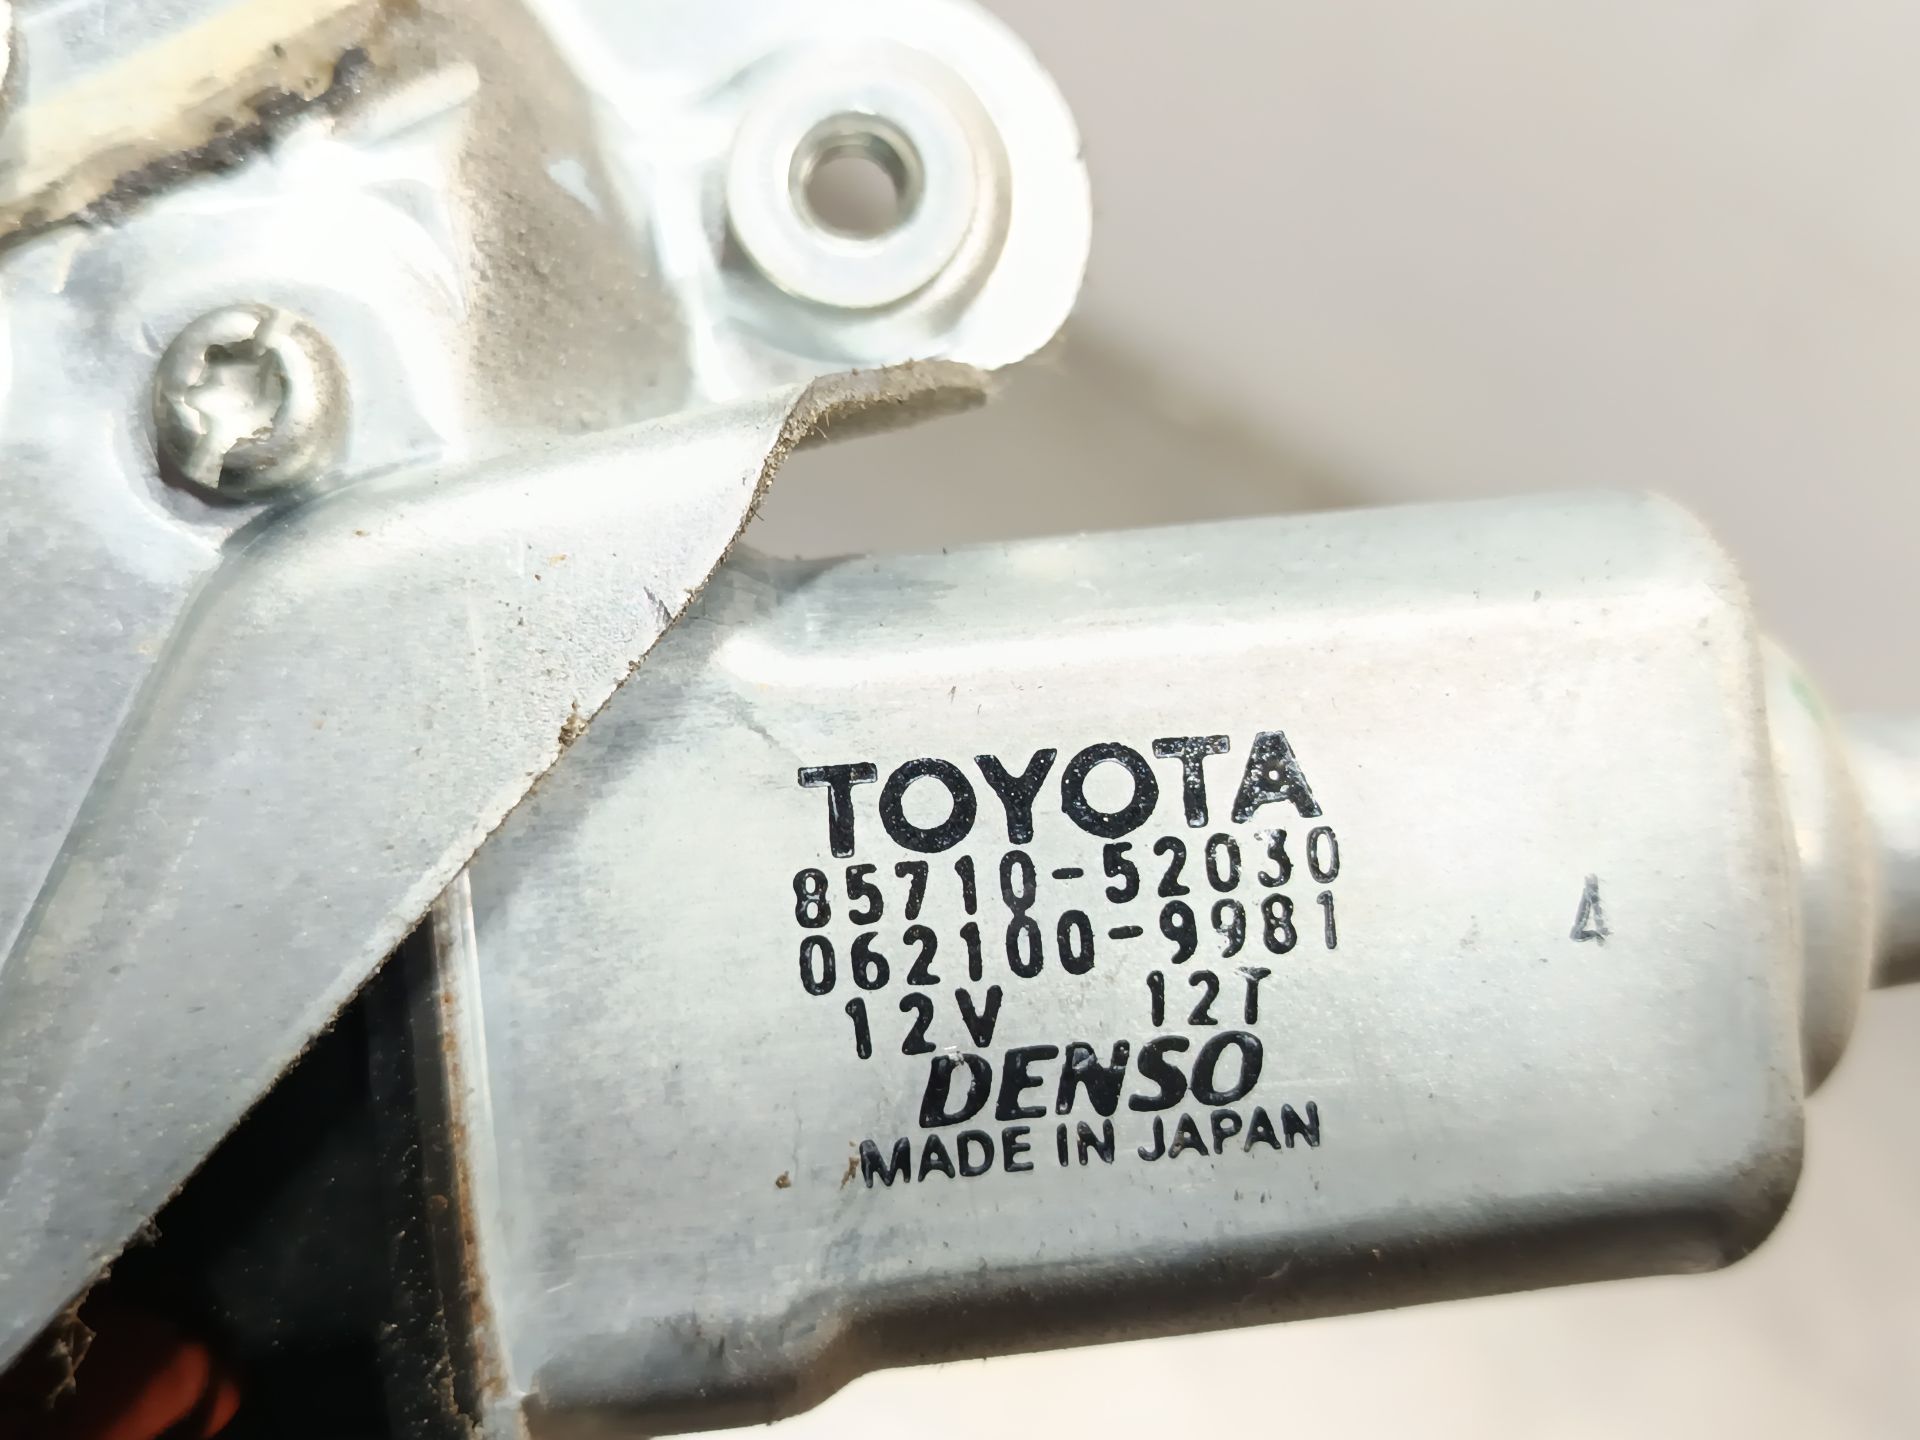 TOYOTA
85710-52030
062100-9981
12V 12T
DENSO
MADE IN JAPAN
4